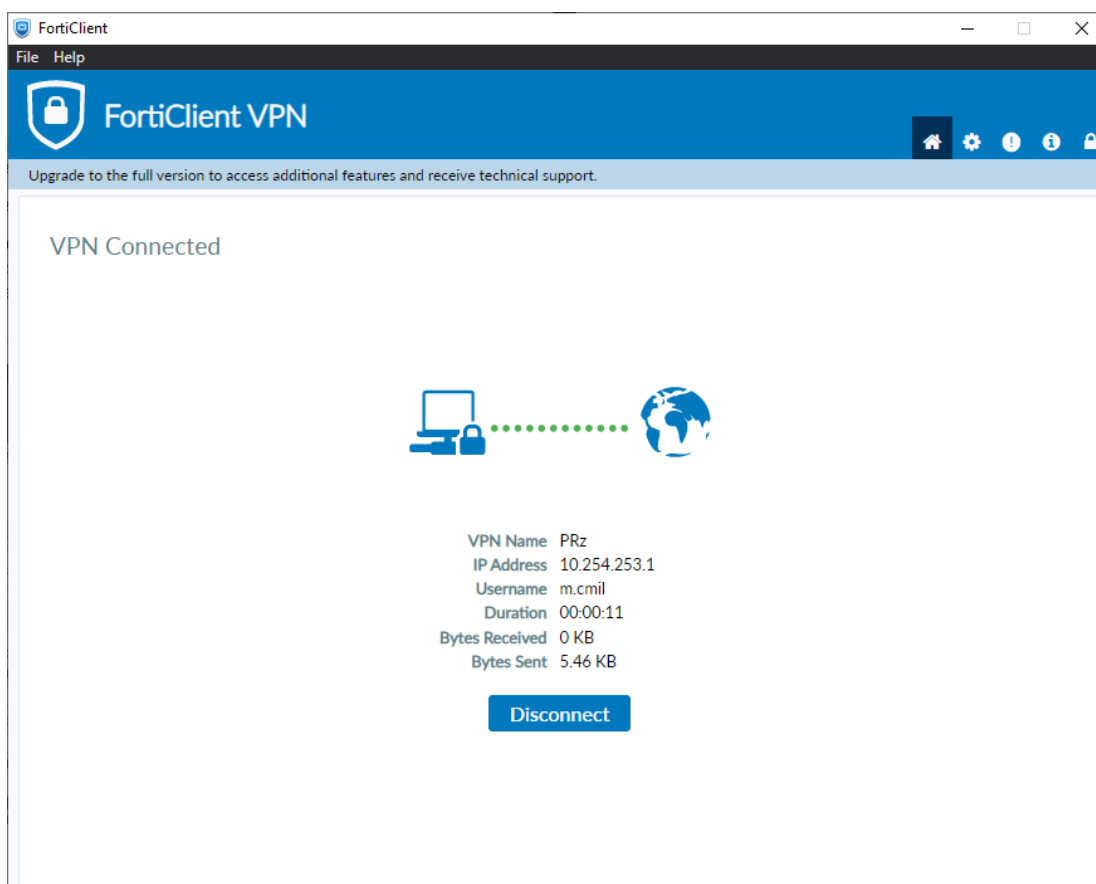 FortiClient
File Help
FortiClient VPN
Upgrade to the full version to access additional features and receive technical support.
VPN Connected
VPN Name PRz
IP Address 10.254.253.1
Username m.cmil
Duration 00:00:11
Bytes Received 0 KB
Bytes Sent 5.46 KB
Disconnect